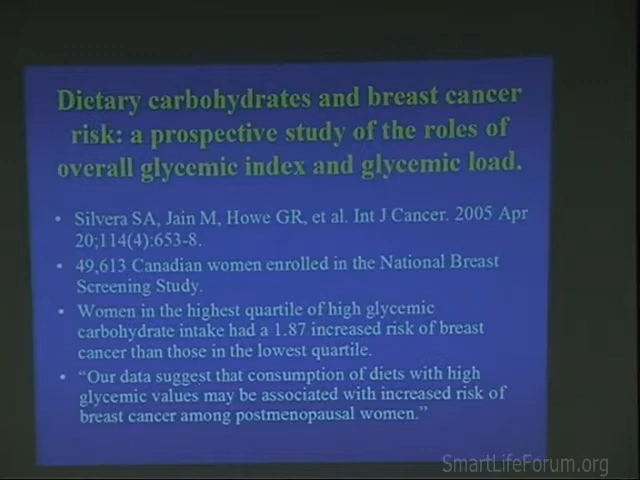 Dietary carbohydrates and breast cancer
risk: a prospective study of the roles of
overall glycemic index and glycemic load.
• Silvera SA, Jain M, Howe GR, et al. Int J Cancer. 2005 Apr
20;114(4):653-8.
• 49,613 Canadian women enrolled in the National Breast
Screening Study.
• Women in the highest quartile of high glycemic
carbohydrate intake had a 1.87 increased risk of breast
cancer than those in the lowest quartile.
• “Our data suggest that consumption of diets with high
glycemic values may be associated with increased risk of
breast cancer among postmenopausal women.”
SmartLifeForum.org